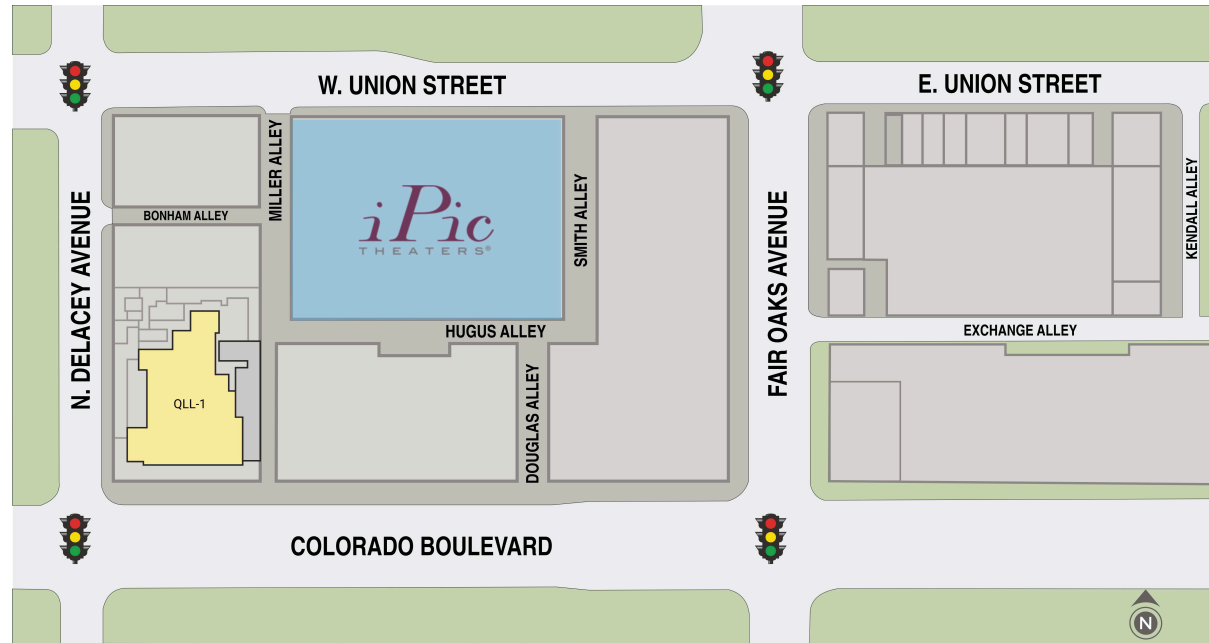 W. UNION STREET
E. UNION STREET
MILLER ALLEY
SMITH ALLEY
KENDALL ALLEY
BONHAM ALLEY
N. DELACEY AVENUE
iPic
THEATERS®
FAIR OAKS AVENUE
HUGUS ALLEY
EXCHANGE ALLEY
DOUGLAS ALLEY
QLL-1
COLORADO BOULEVARD
N